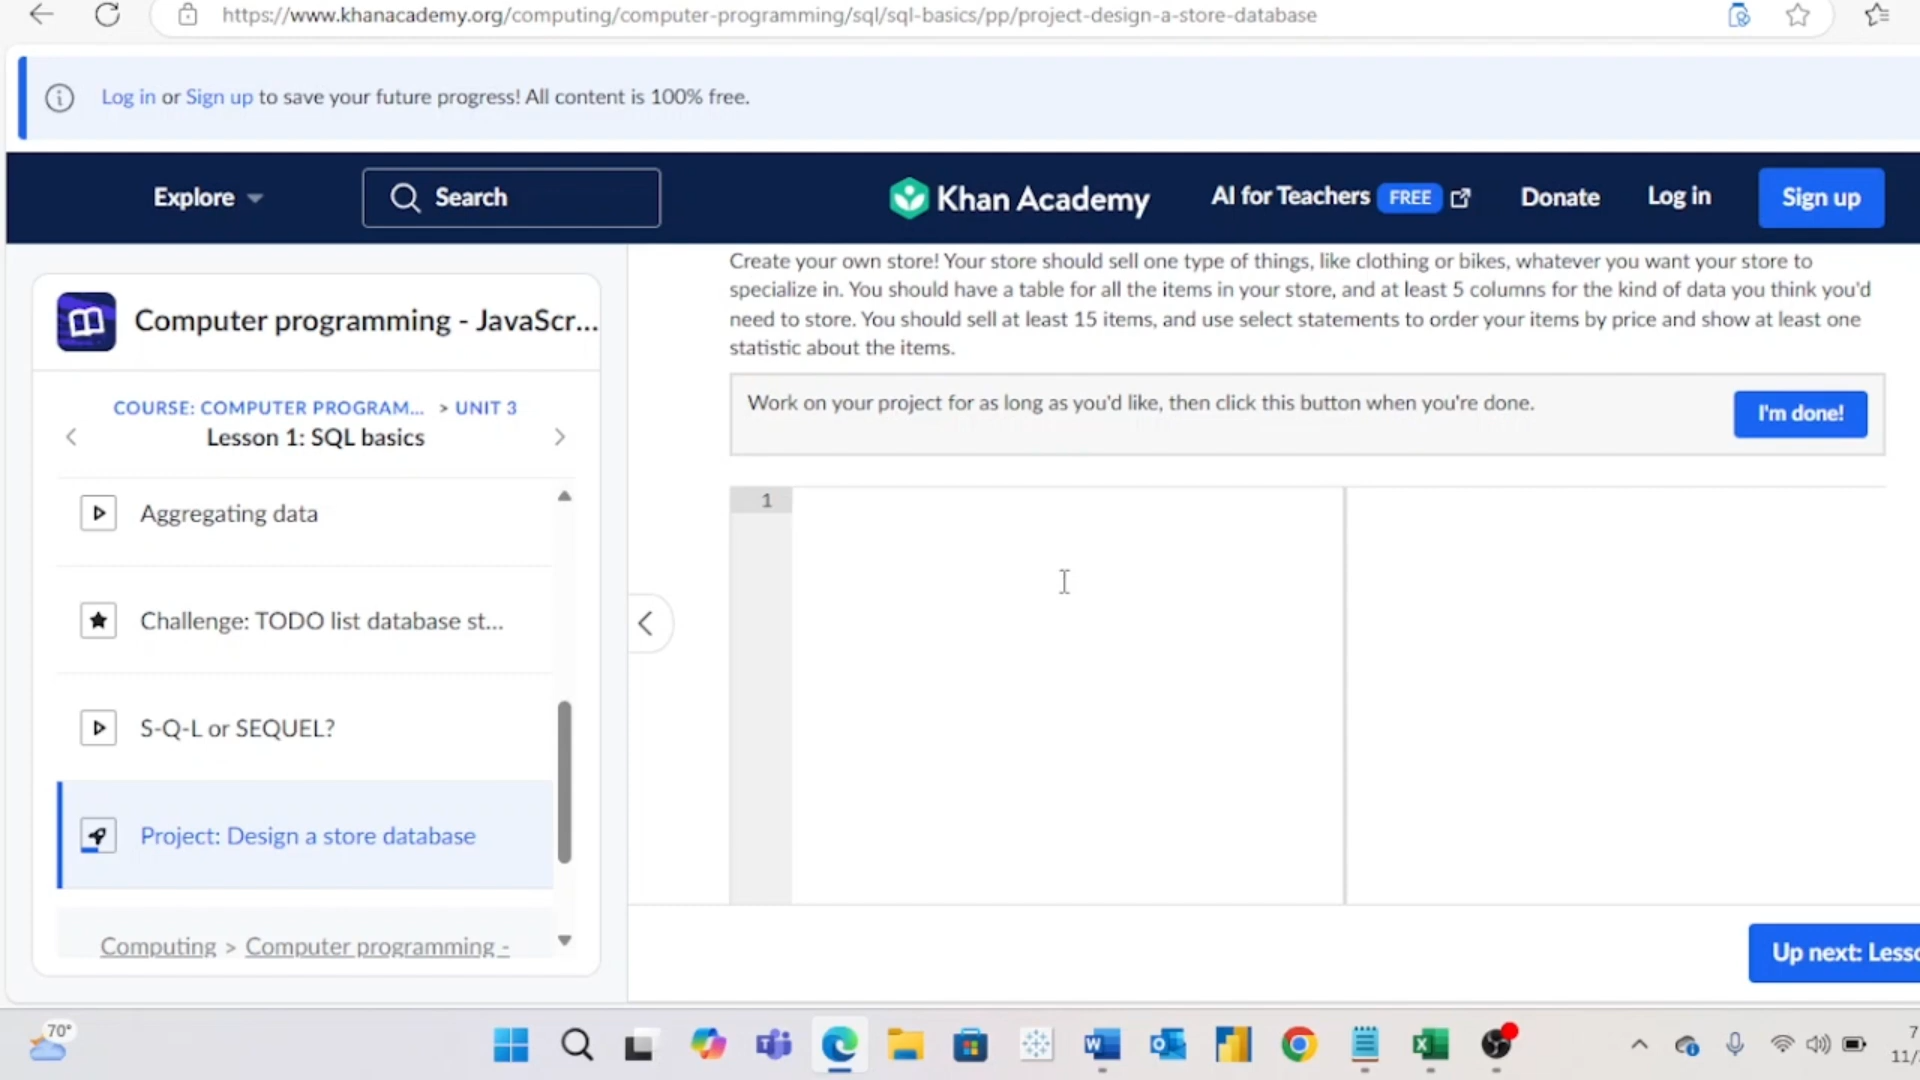 https://www.khanacademy.org/computing/computer-programming/sql/sql-basics/pp/project-design-a-store-database
Log in or Sign up to save your future progress! All content is 100% free.
Explore
Search
Khan Academy
AI for Teachers FREE
Donate
Log in
Sign up
Computer programming - JavaScr...
COURSE: COMPUTER PROGRAM... > UNIT 3
Lesson 1: SQL basics
Aggregating data
Challenge: TODO list database st...
S-Q-L or SEQUEL?
Project: Design a store database
Computing > Computer programming -
Create your own store! Your store should sell one type of things, like clothing or bikes, whatever you want your store to
specialize in. You should have a table for all the items in your store, and at least 5 columns for the kind of data you think you'd
need to store. You should sell at least 15 items, and use select statements to order your items by price and show at least one
statistic about the items.
Work on your project for as long as you'd like, then click this button when you're done.
I'm done!
1
Up next: Lesso
70°
7
11/